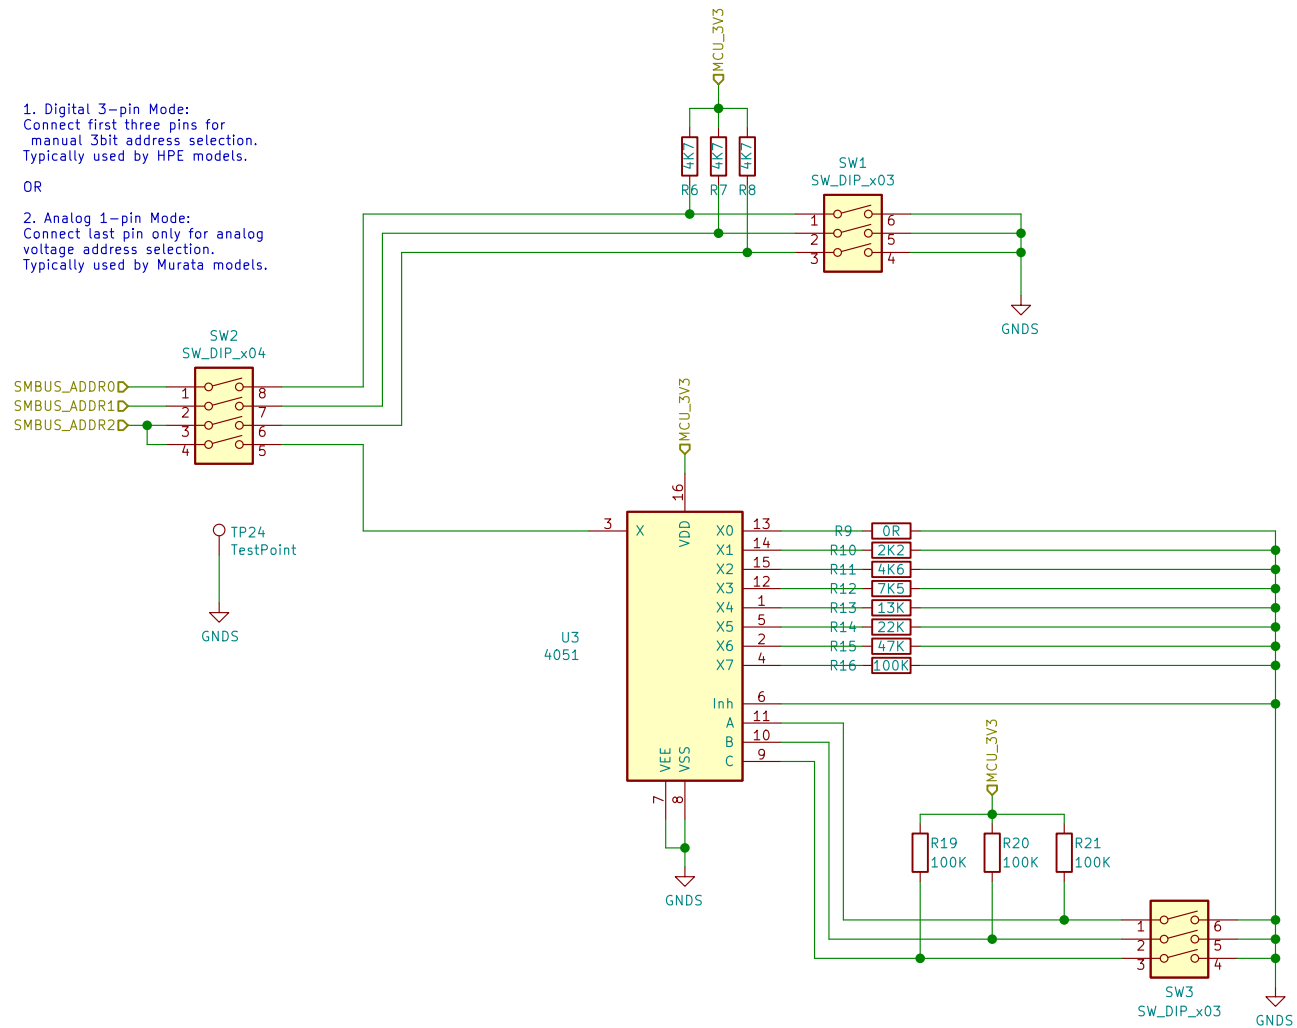 MCU_3V3
1. Digital 3-pin Mode:
Connect first three pins for
manual 3bit address selection.
Typically used by HPE models.
OR
2. Analog 1-pin Mode:
Connect last pin only for analog
voltage address selection.
Typically used by Murata models.
4K7 4K7 4K7
R6 R7 R8
SW1
SW_DIP_x03
1 6
2 5
3 4
GNDS
SW2
SW_DIP_x04
SMBUS_ADDR0 1 8
SMBUS_ADDR1 2 7
SMBUS_ADDR2 3 6
4 5
MCU_3V3
TP24
TestPoint
GNDS
16
VDD
3 X
U3
4051
X0 13 R9 0R
X1 14 R10 2K2
X2 15 R11 4K6
X3 12 R12 7K5
X4 1 R13 13K
X5 5 R14 22K
X6 2 R15 47K
X7 4 R16 100K
Inh 6
A 11
B 10
C 9
VEE VSS
7 8
GNDS
MCU_3V3
R19 R20 R21
100K 100K 100K
1 6
2 5
3 4
SW3
SW_DIP_x03
GNDS